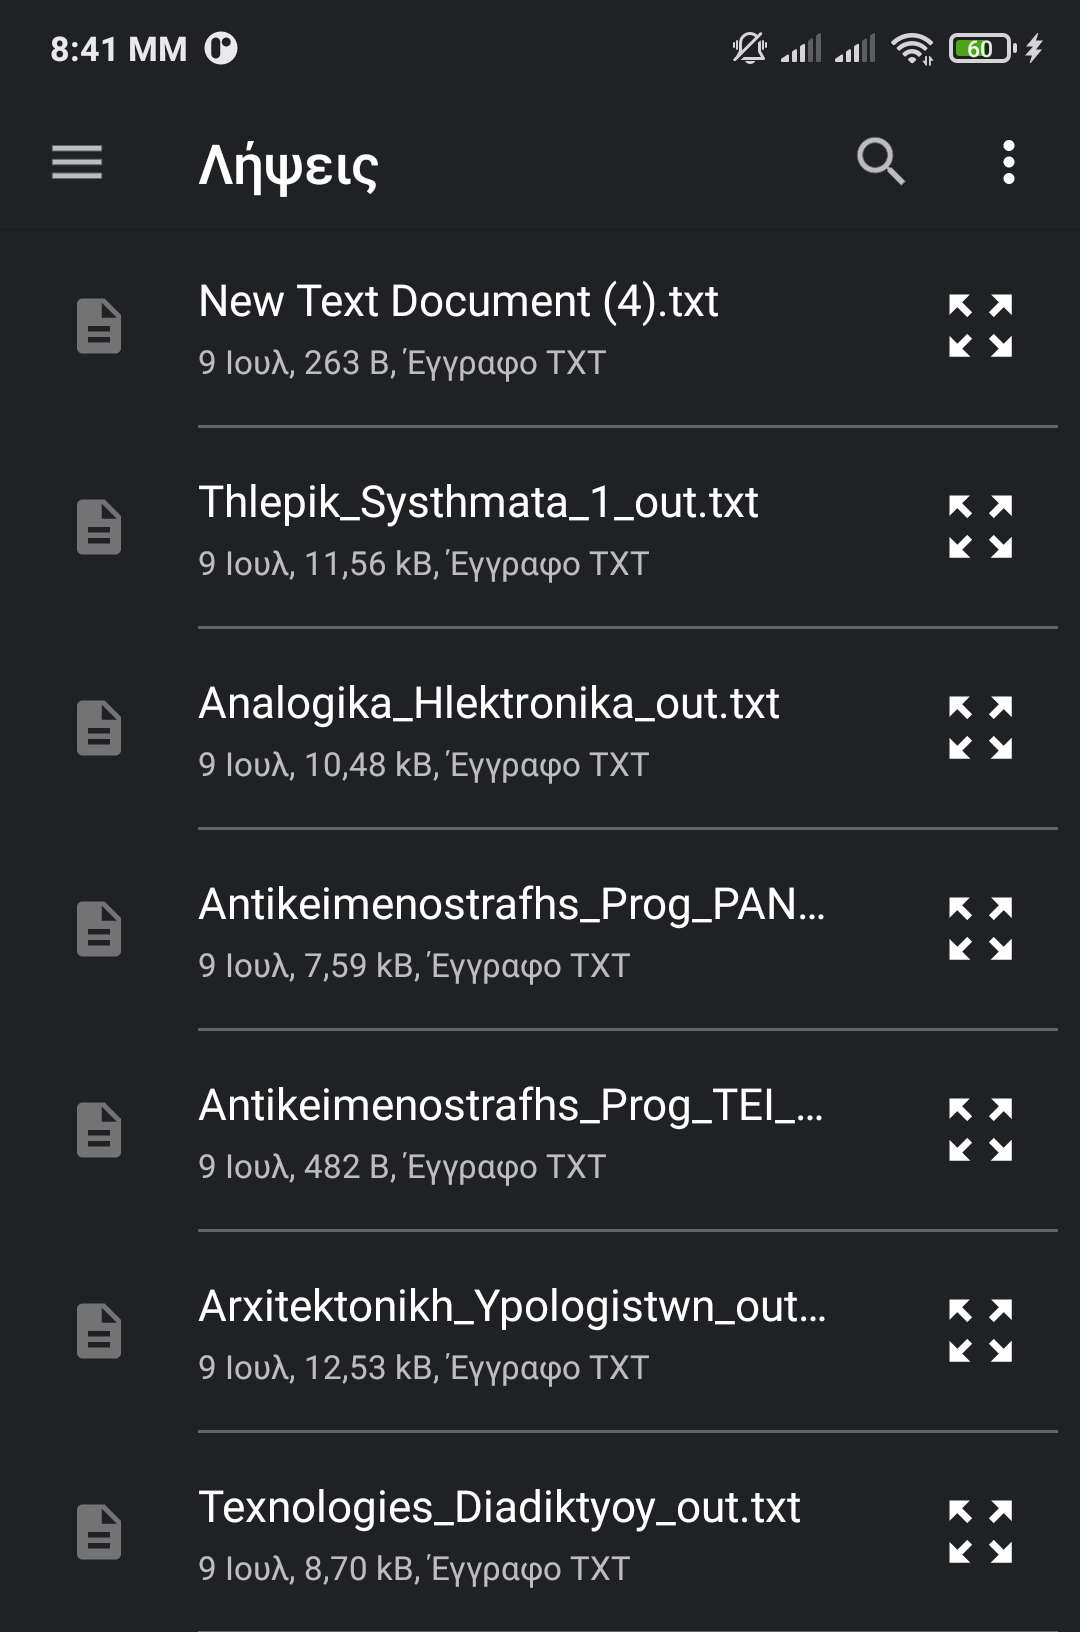 8:41 ΜΜ
60
Λήψεις
New Text Document (4).txt
9 Ιουλ, 263 B, Έγγραφο TXT
Thlepik_Systhmata_1_out.txt
9 Ιουλ, 11,56 kB, Έγγραφο TXT
Analogika_Hlektronika_out.txt
9 Ιουλ, 10,48 kB, Έγγραφο TXT
Antikeimenostrafhs_Prog_PAN…
9 Ιουλ, 7,59 kB, Έγγραφο TXT
Antikeimenostrafhs_Prog_TEI_…
9 Ιουλ, 482 B, Έγγραφο TXT
Arxitektonikh_Ypologistwn_out…
9 Ιουλ, 12,53 kB, Έγγραφο TXT
Texnologies_Diadiktyoy_out.txt
9 Ιουλ, 8,70 kB, Έγγραφο TXT